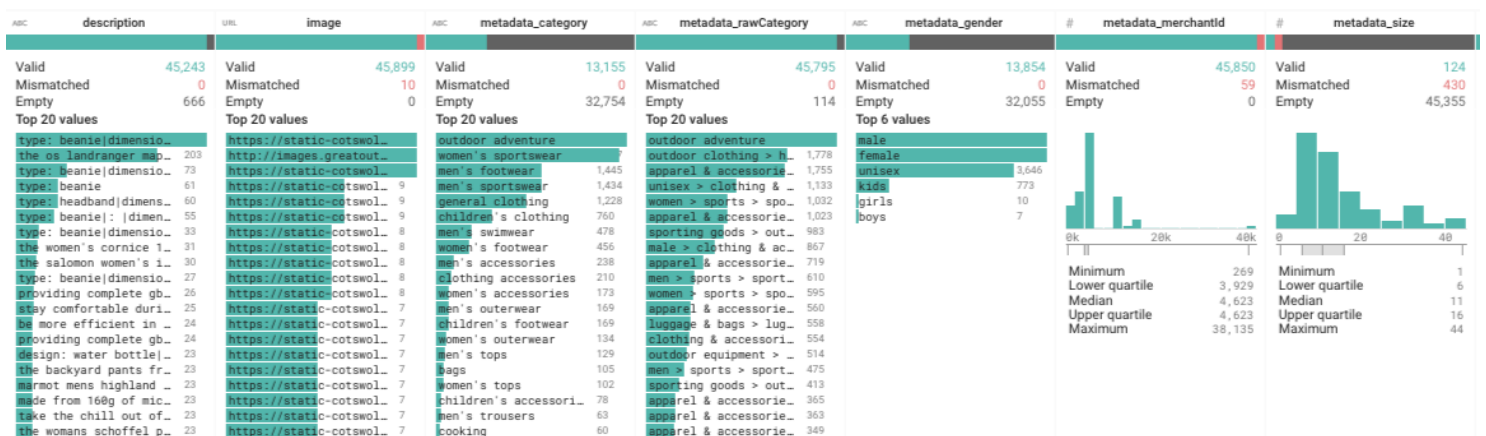 ABC description
Valid 45,243
Mismatched 0
Empty 666
Top 20 values
type: beanie|dimensio…
the os landranger map… 203
type: beanie|dimensio… 73
type: beanie 61
type: headband|dimens… 60
type: beanie|: |dimen… 55
type: beanie|dimensio… 33
the women's cornice 1… 31
the salomon women's i… 30
type: beanie|dimensio… 27
providing complete gb… 26
stay comfortable duri… 25
be more efficient in … 24
providing complete gb… 24
design: water bottle|… 23
the backyard pants fr… 23
marmot mens highland … 23
made from 160g of mic… 23
take the chill out of… 23
the womans schoffel p… 23
URL image
Valid 45,899
Mismatched 10
Empty 0
Top 20 values
https://static-cotswol…
http://images.greatout…
https://static-cotswol…
https://static-cotswol… 9
https://static-cotswol… 9
https://static-cotswol… 9
https://static-cotswol… 8
https://static-cotswol… 8
https://static-cotswol… 8
https://static-cotswol… 8
https://static-cotswol… 8
https://static-cotswol… 7
https://static-cotswol… 7
https://static-cotswol… 7
https://static-cotswol… 7
https://static-cotswol… 7
https://static-cotswol… 7
https://static-cotswol… 7
https://static-cotswol… 7
https://static-cotswol… 7
ABC metadata_category
Valid 13,155
Mismatched 0
Empty 32,754
Top 20 values
outdoor adventure
women's sportswear
men's footwear 1,445
men's sportswear 1,434
general clothing 1,228
children's clothing 760
men's swimwear 478
women's footwear 456
men's accessories 238
clothing accessories 210
women's accessories 173
men's outerwear 169
children's footwear 169
women's outerwear 134
men's tops 129
bags 105
women's tops 102
children's accessori… 78
men's trousers 63
cooking 60
ABC metadata_rawCategory
Valid 45,795
Mismatched 0
Empty 114
Top 20 values
outdoor adventure
outdoor clothing > h… 1,778
apparel & accessorie… 1,755
unisex > clothing & … 1,133
women > sports > spo… 1,032
apparel & accessorie… 1,023
sporting goods > out… 983
male > clothing & ac… 867
apparel & accessorie… 719
men > sports > sport… 610
women > sports > spo… 595
apparel & accessorie… 560
luggage & bags > lug… 558
clothing & accessori… 554
outdoor equipment > … 514
men > sports > sport… 475
sporting goods > out… 413
apparel & accessorie… 365
apparel & accessorie… 363
apparel & accessorie… 349
ABC metadata_gender
Valid 13,854
Mismatched 0
Empty 32,055
Top 6 values
male
female
unisex 3,646
kids 773
girls 10
boys 7
# metadata_merchantId
Valid 45,850
Mismatched 59
Empty 0
0k 20k 40k
Minimum 269
Lower quartile 3,929
Median 4,623
Upper quartile 4,623
Maximum 38,135
# metadata_size
Valid 124
Mismatched 430
Empty 45,355
0 20 40
Minimum 1
Lower quartile 6
Median 11
Upper quartile 16
Maximum 44